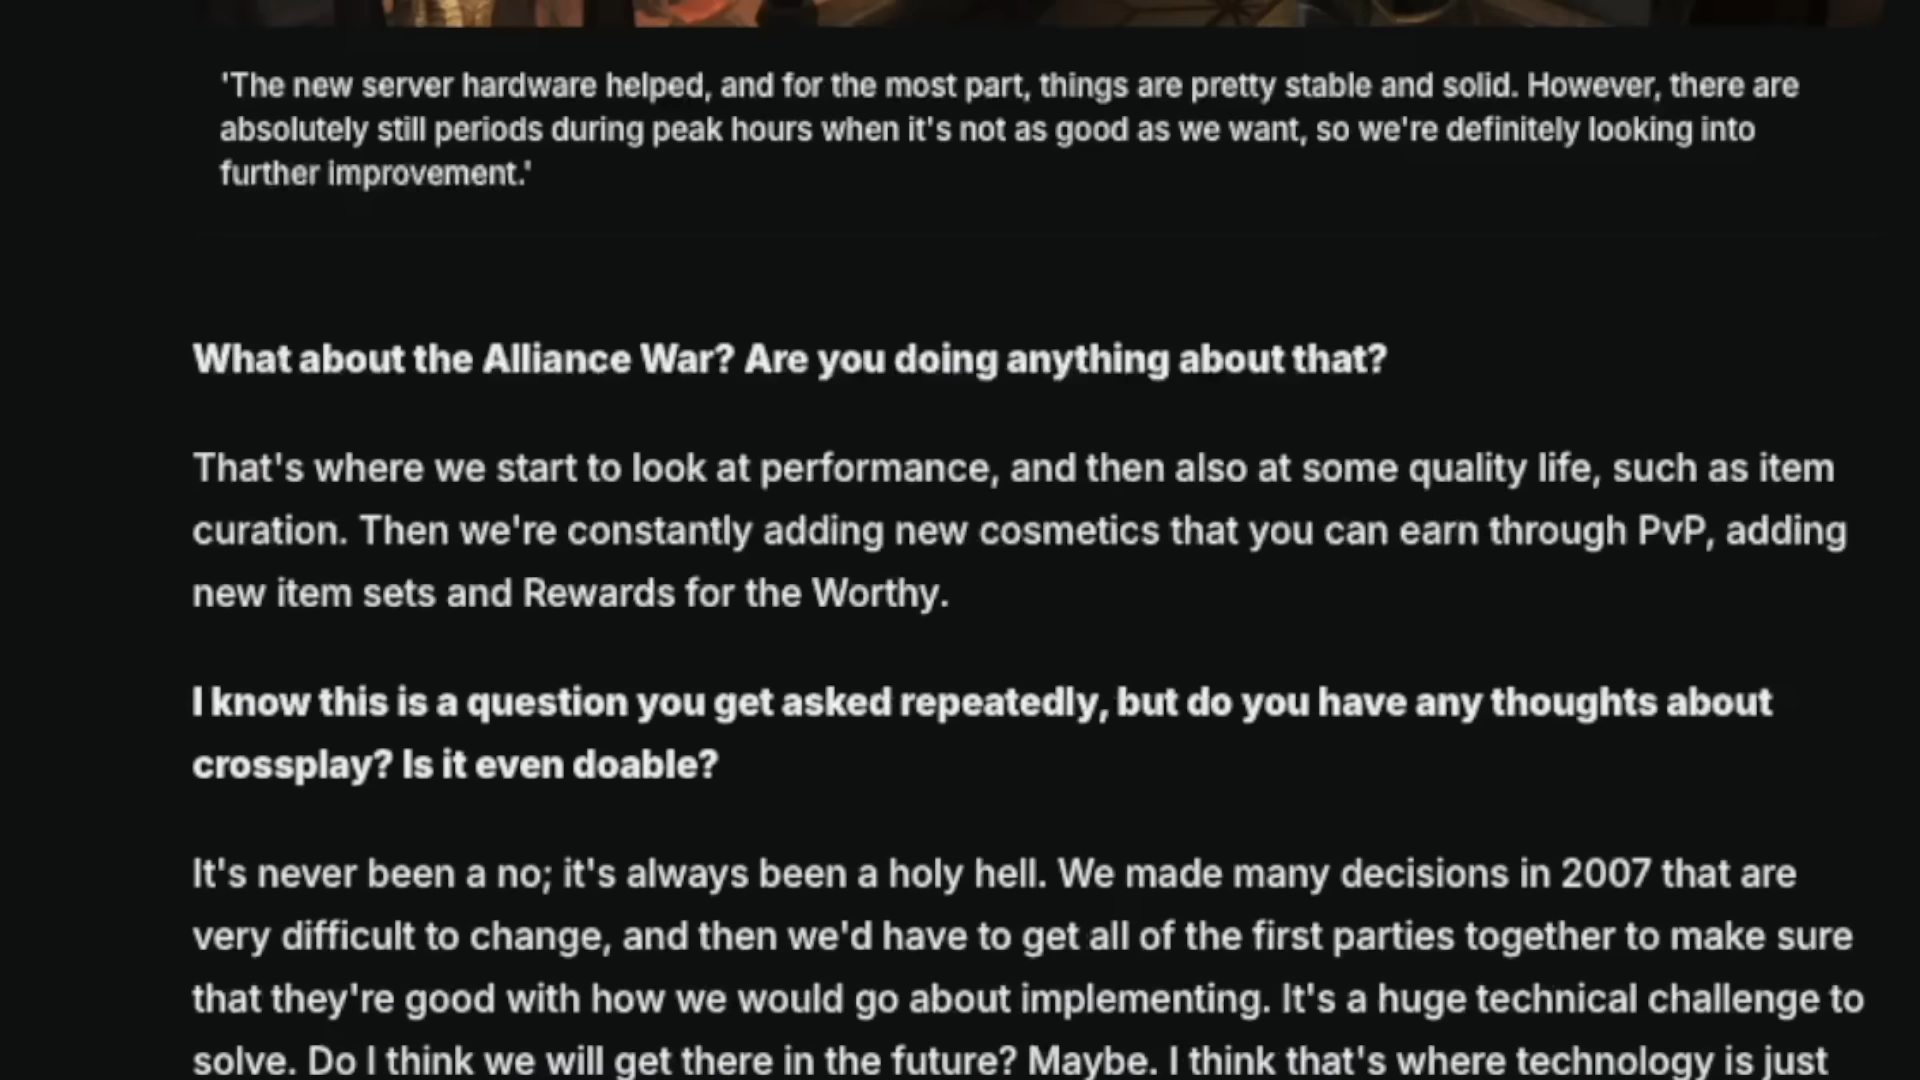 'The new server hardware helped, and for the most part, things are pretty stable and solid. However, there are
absolutely still periods during peak hours when it's not as good as we want, so we're definitely looking into
further improvement.'
What about the Alliance War? Are you doing anything about that?
That's where we start to look at performance, and then also at some quality life, such as item
curation. Then we're constantly adding new cosmetics that you can earn through PvP, adding
new item sets and Rewards for the Worthy.
I know this is a question you get asked repeatedly, but do you have any thoughts about
crossplay? Is it even doable?
It's never been a no; it's always been a holy hell. We made many decisions in 2007 that are
very difficult to change, and then we'd have to get all of the first parties together to make sure
that they're good with how we would go about implementing. It's a huge technical challenge to
solve. Do I think we will get there in the future? Maybe. I think that's where technology is just